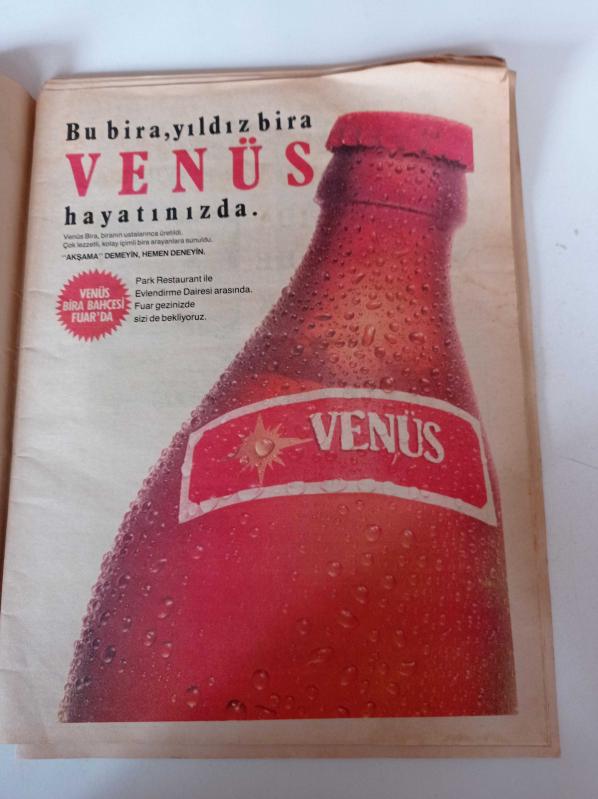 Bu bira,yıldız bira
VENÜS
hayatınızda.
Venüs Bira, biranın ustalarınca üretildi.
Çok lezzetli, kolay içimli bira arayanlara sunuldu.
"AKŞAMA" DEMEYİN, HEMEN DENEYİN.
VENÜS
BİRA BAHÇESİ
FUAR'DA
Park Restaurant ile
Evlendirme Dairesi arasında.
Fuar gezinizde
sizi de bekliyoruz.
VENÜS